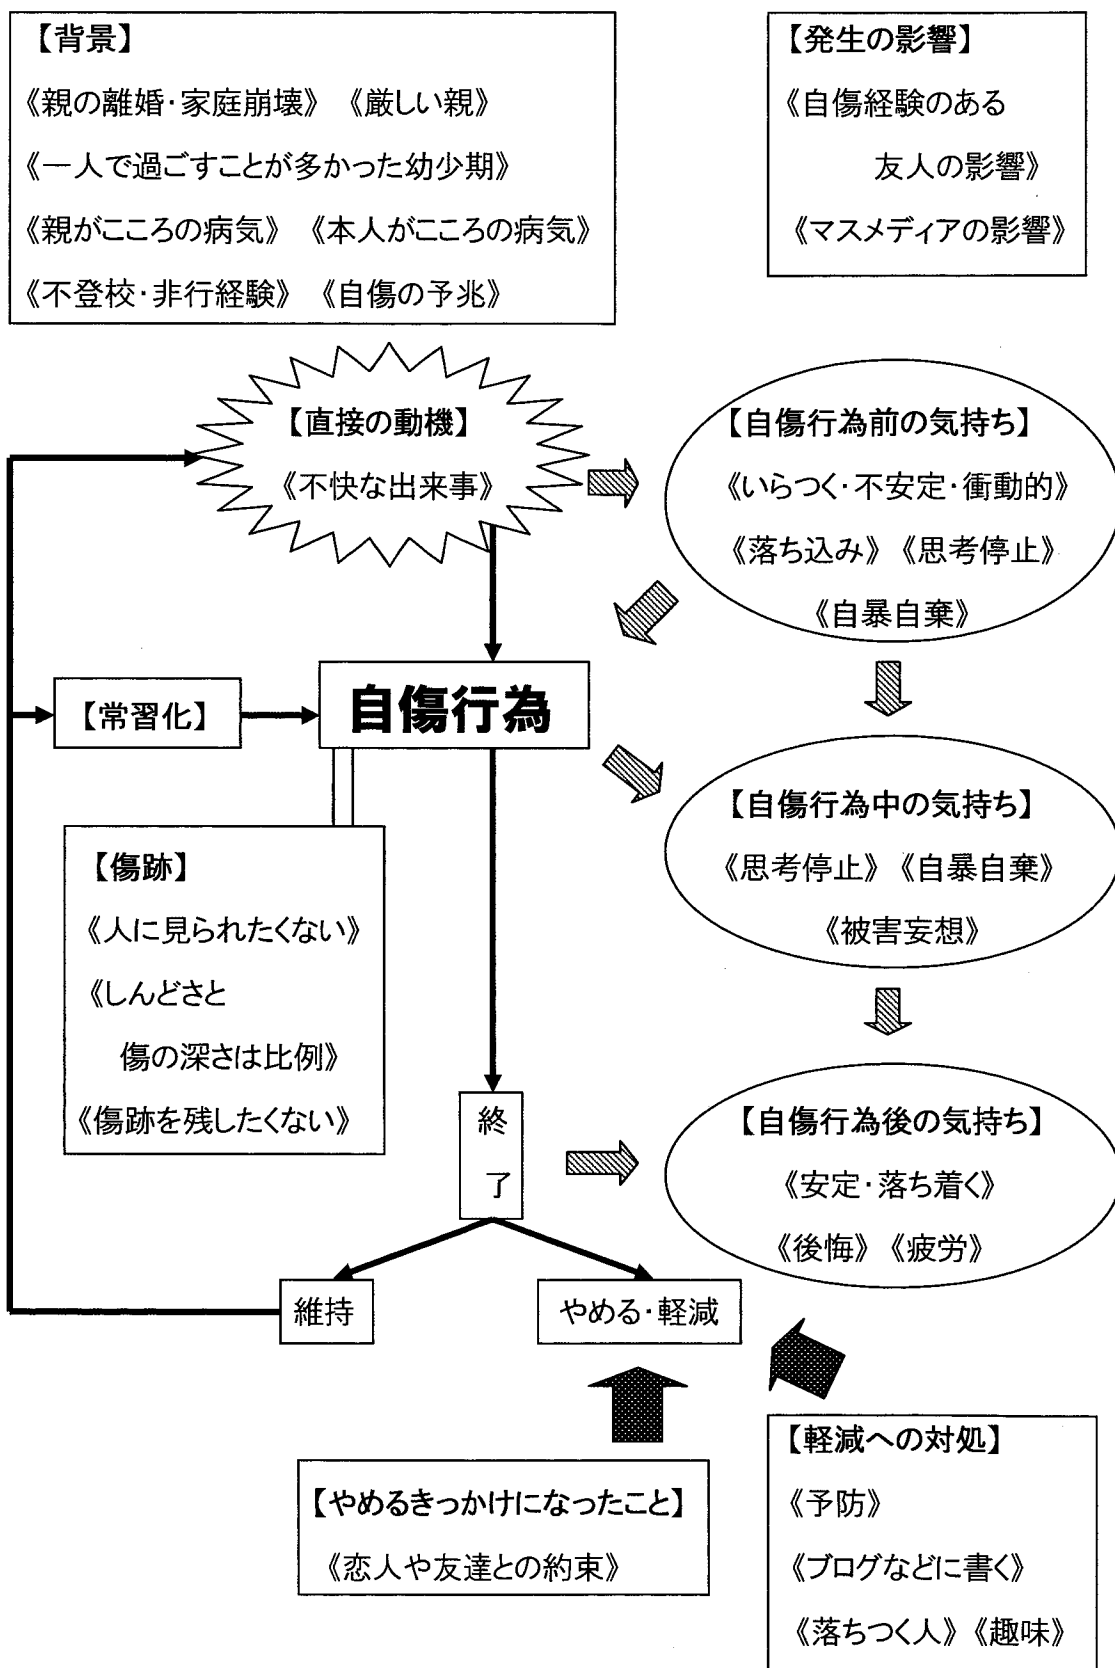 【背景】
《親の離婚・家庭崩壊》 《厳しい親》
《一人で過ごすことが多かった幼少期》
《親がこころの病気》 《本人がこころの病気》
《不登校・非行経験》 《自傷の予兆》
【発生の影響】
《自傷経験のある
友人の影響》
《マスメディアの影響》
【直接の動機】
《不快な出来事》
【自傷行為前の気持ち】
《いらつく・不安定・衝動的》
《落ち込み》 《思考停止》
《自暴自棄》
【常習化】
自傷行為
【自傷行為中の気持ち】
《思考停止》 《自暴自棄》
《被害妄想》
【傷跡】
《人に見られたくない》
《しんどさと
傷の深さは比例》
《傷跡を残したくない》
終
了
【自傷行為後の気持ち】
《安定・落ち着く》
《後悔》 《疲労》
維持
やめる・軽減
【やめるきっかけになったこと】
《恋人や友達との約束》
【軽減への対処】
《予防》
《ブログなどに書く》
《落ちつく人》 《趣味》